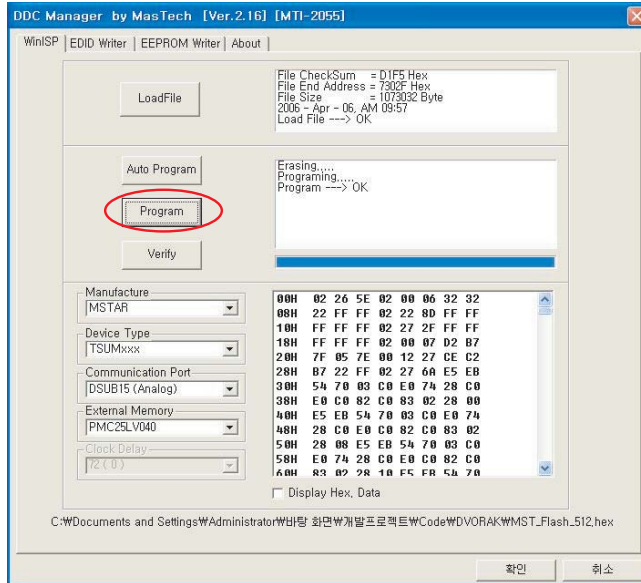 DDC Manager by MasTech [Ver.2.16] [MTI-2055]
WinISP EDID Writer EEPROM Writer About
LoadFile
File CheckSum = D1F5 Hex
File End Address = 7302F Hex
File Size = 1073032 Byte
2006 - Apr - 06, AM 09:57
Load File ---> OK
Auto Program
Program
Verify
Erasing,,,,,
Programing,,,,,
Program ---> OK
Manufacture
MSTAR
Device Type
TSUMxxx
Communication Port
DSUB15 (Analog)
External Memory
PMC25LV040
Clock Delay
72 ( 0 )
00H 02 26 5E 02 00 06 32 32
08H 22 FF FF 02 22 8D FF FF
10H FF FF FF 02 27 2F FF FF
18H FF FF FF 02 00 07 D2 B7
20H 7F 05 7E 00 12 27 CE C2
28H B7 22 FF 02 27 6A E5 EB
30H 54 70 03 C0 E0 74 28 C0
38H E0 C0 82 C0 83 02 28 00
40H E5 EB 54 70 03 C0 E0 74
48H 28 C0 E0 C0 82 C0 83 02
50H 28 08 E5 EB 54 70 03 C0
58H E0 74 28 C0 E0 C0 82 C0
60H 83 02 28 10 E5 EB 54 70
Display Hex, Data
C:₩Documents and Settings₩Administrator₩바탕 화면₩개발프로젝트₩Code₩DVORAK₩MST_Flash_512,hex
확인 취소